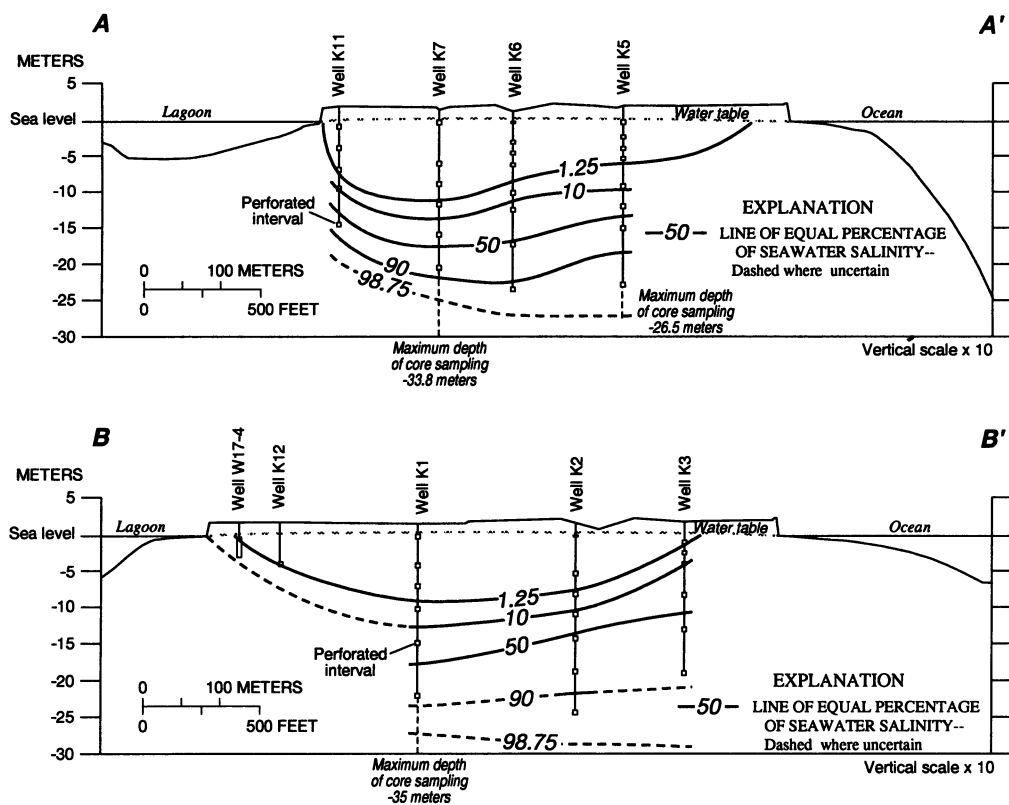 A
A'
METERS
Well K11
Well K7
Well K6
Well K5
5
Sea level
-5
-10
-15
-20
-25
-30
Lagoon
Water table
Ocean
1.25
10
50
90
98.75
Perforated
interval
0 100 METERS
0 500 FEET
EXPLANATION
50
LINE OF EQUAL PERCENTAGE
OF SEAWATER SALINITY--
Dashed where uncertain
Maximum depth
of core sampling
-26.5 meters
Maximum depth
of core sampling
-33.8 meters
Vertical scale x 10
B
B'
METERS
Well W17-4
Well K12
Well K1
Well K2
Well K3
5
Sea level
-5
-10
-15
-20
-25
-30
Lagoon
Water table
Ocean
1.25
10
50
90
98.75
Perforated
interval
0 100 METERS
0 500 FEET
EXPLANATION
50
LINE OF EQUAL PERCENTAGE
OF SEAWATER SALINITY--
Dashed where uncertain
Maximum depth
of core sampling
-35 meters
Vertical scale x 10